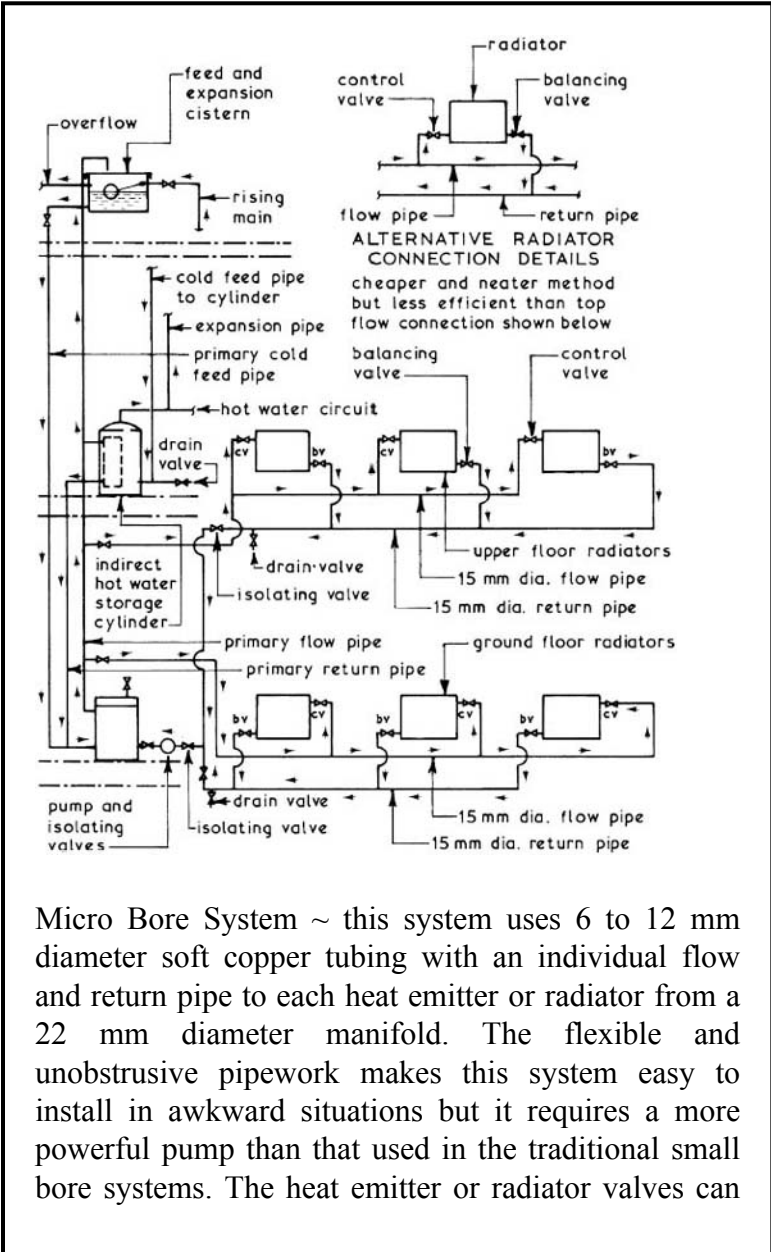 radiator
control
valve
balancing
valve
flow pipe
return pipe
ALTERNATIVE RADIATOR
CONNECTION DETAILS
cheaper and neater method
but less efficient than top
flow connection shown below
feed and
expansion
cistern
overflow
rising
main
cold feed pipe
to cylinder
expansion pipe
primary cold
feed pipe
hot water circuit
drain
valve
balancing
valve
control
valve
cv
bv
cv
bv
upper floor radiators
15 mm dia. flow pipe
15 mm dia. return pipe
drain-valve
isolating valve
indirect
hot water
storage
cylinder
primary flow pipe
primary return pipe
ground floor radiators
bv
cv
bv
cv
bv
cv
pump and
isolating
valves
drain valve
isolating valve
15 mm dia. flow pipe
15 mm dia. return pipe
Micro Bore System ~ this system uses 6 to 12 mm
diameter soft copper tubing with an individual flow
and return pipe to each heat emitter or radiator from a
22 mm diameter manifold. The flexible and
unobstrusive pipework makes this system easy to
install in awkward situations but it requires a more
powerful pump than that used in the traditional small
bore systems. The heat emitter or radiator valves can